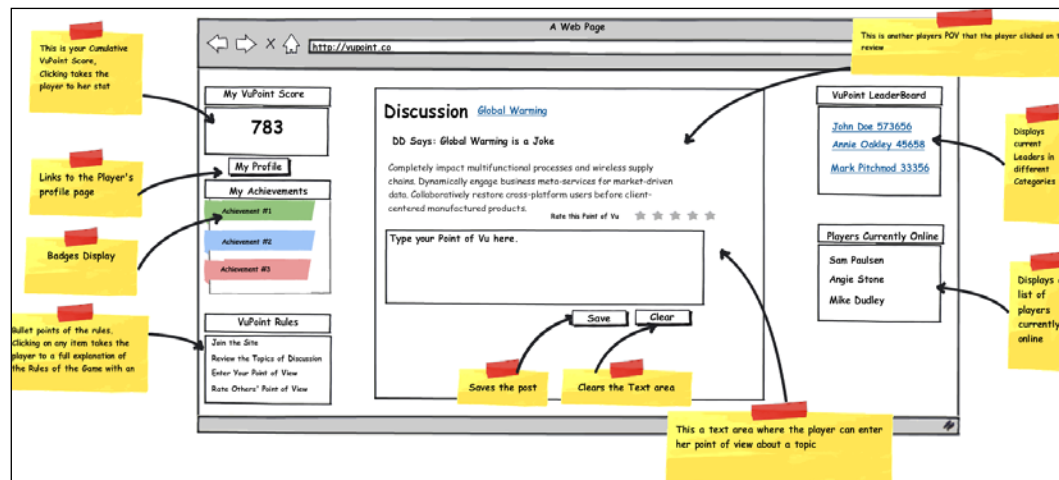 A Web Page
http://vupoint.co
This is your Cumulative
VuPoint Score,
Clicking takes the
player to her stat
Links to the Player's
profile page
Badges Display
Bullet points of the rules.
Clicking on any item takes the
player to a full explanation of
the Rules of the Game with an
My VuPoint Score
783
My Profile
My Achievements
Achievement #1
Achievement #2
Achievement #3
VuPoint Rules
Join the Site
Review the Topics of Discussion
Enter Your Point of View
Rate Others' Point of View
Discussion Global Warming
DD Says: Global Warming is a Joke
Completely impact multifunctional processes and wireless supply
chains. Dynamically engage business meta-services for market-driven
data. Collaboratively restore cross-platform users before client-
centered manufactured products.
Rate this Point of Vu
Type your Point of Vu here.
Save
Clear
Saves the post
Clears the Text area
This a text area where the player can enter
her point of view about a topic
This is another players POV that the player clicked on
review
VuPoint LeaderBoard
John Doe 573656
Annie Oakley 45658
Mark Pitchmod 33356
Displays
current
Leaders in
different
Categories
Players Currently Online
Sam Paulsen
Angie Stone
Mike Dudley
Displays
list of
players
currently
online